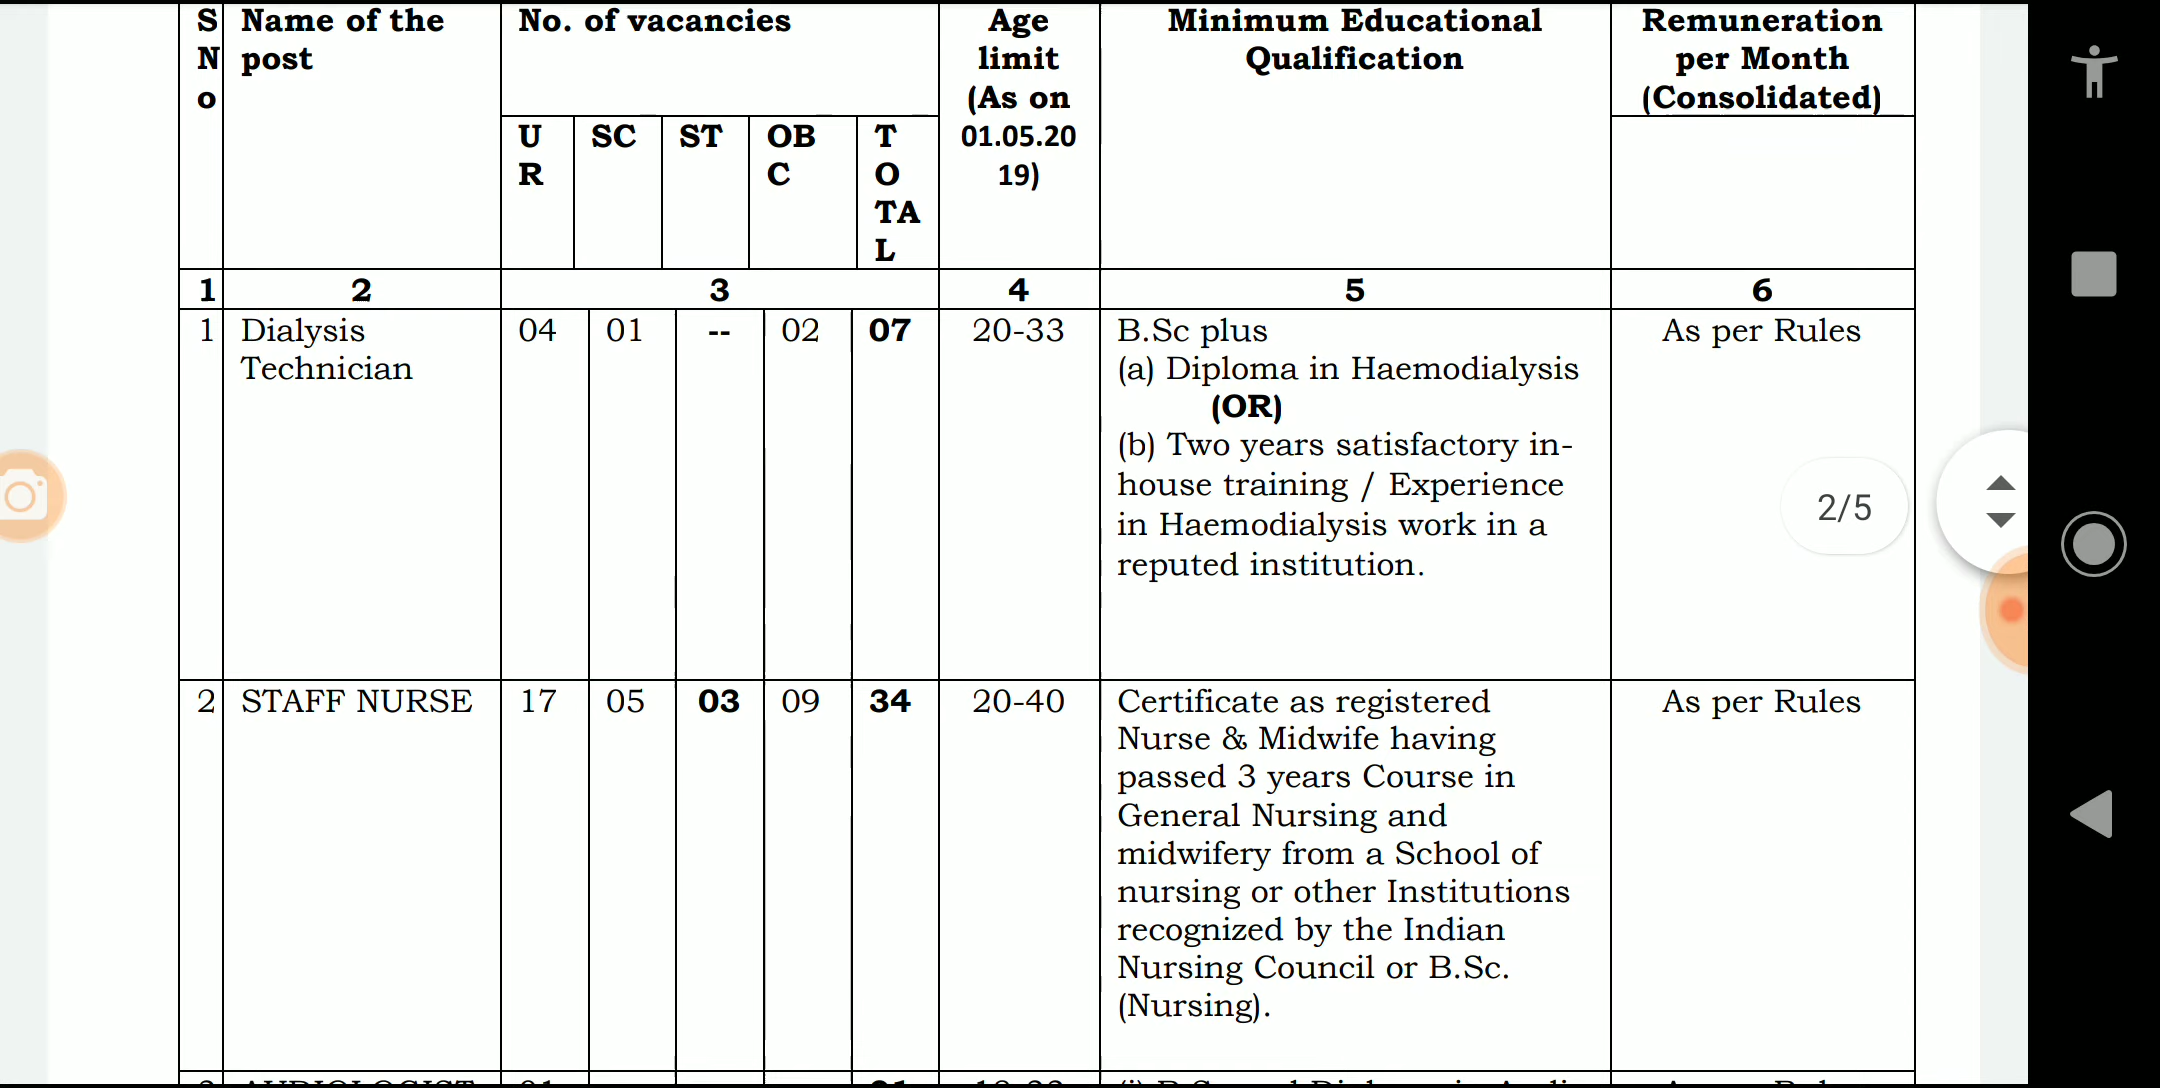 S No Name of the post No. of vacancies Age limit (As on 01.05.2019) Minimum Educational Qualification Remuneration per Month (Consolidated)
UR SC ST OBC TOTAL
1 2 3 4 5 6
1 Dialysis Technician 04 01 -- 02 07 20-33 B.Sc plus As per Rules
(a) Diploma in Haemodialysis
(OR)
(b) Two years satisfactory in-
house training / Experience
in Haemodialysis work in a
reputed institution.
2/5
2 STAFF NURSE 17 05 03 09 34 20-40 Certificate as registered As per Rules
Nurse & Midwife having
passed 3 years Course in
General Nursing and
midwifery from a School of
nursing or other Institutions
recognized by the Indian
Nursing Council or B.Sc.
(Nursing).